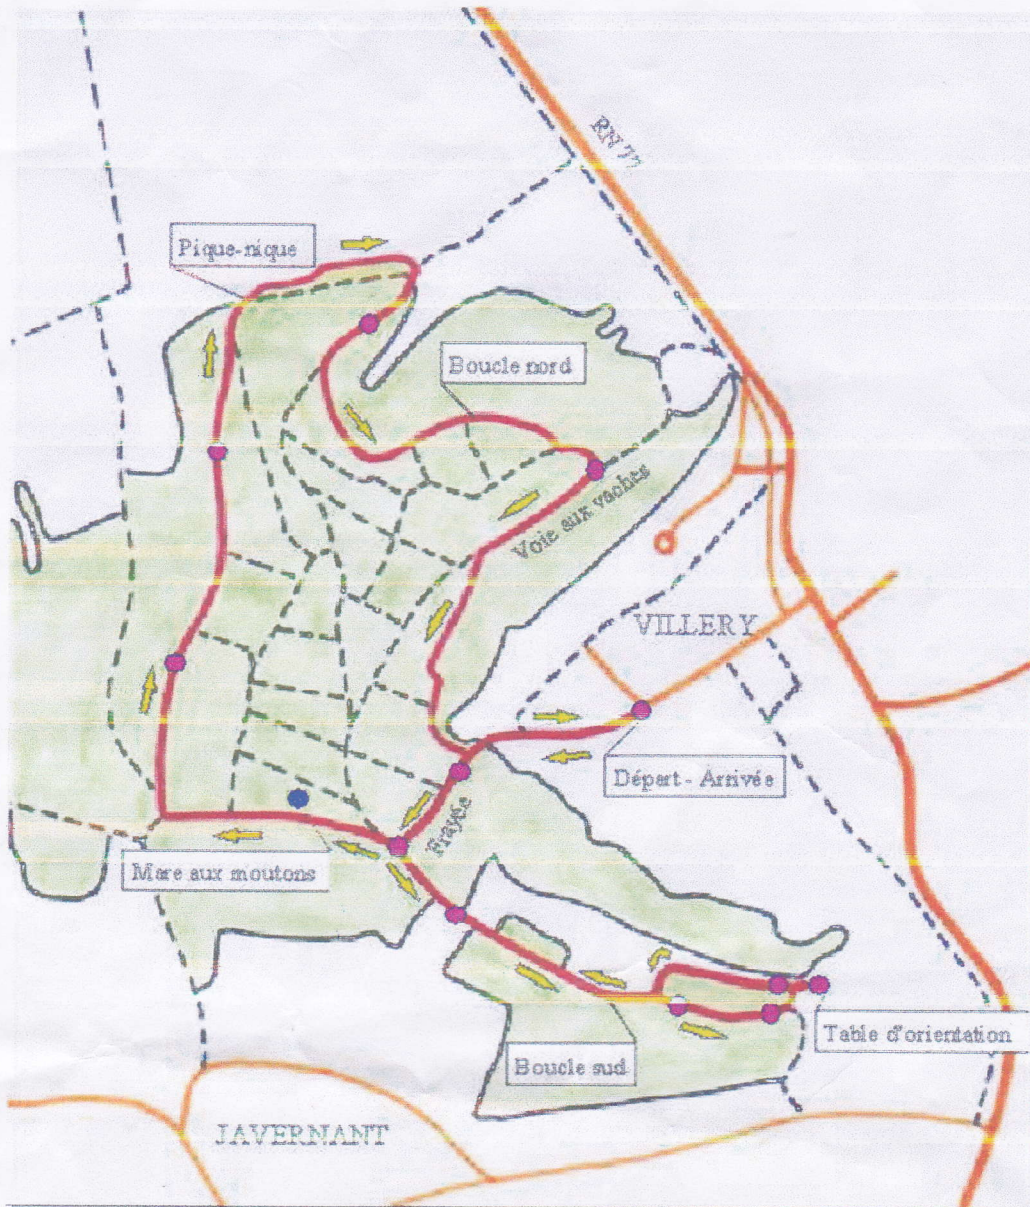 RN 77
Pique-nique
Boucle nord
Voie aux vaches
VILLERY
Départ - Arrivée
Frayée
Mare aux moutons
Table d'orientation
Boucle sud
JAVERNANT